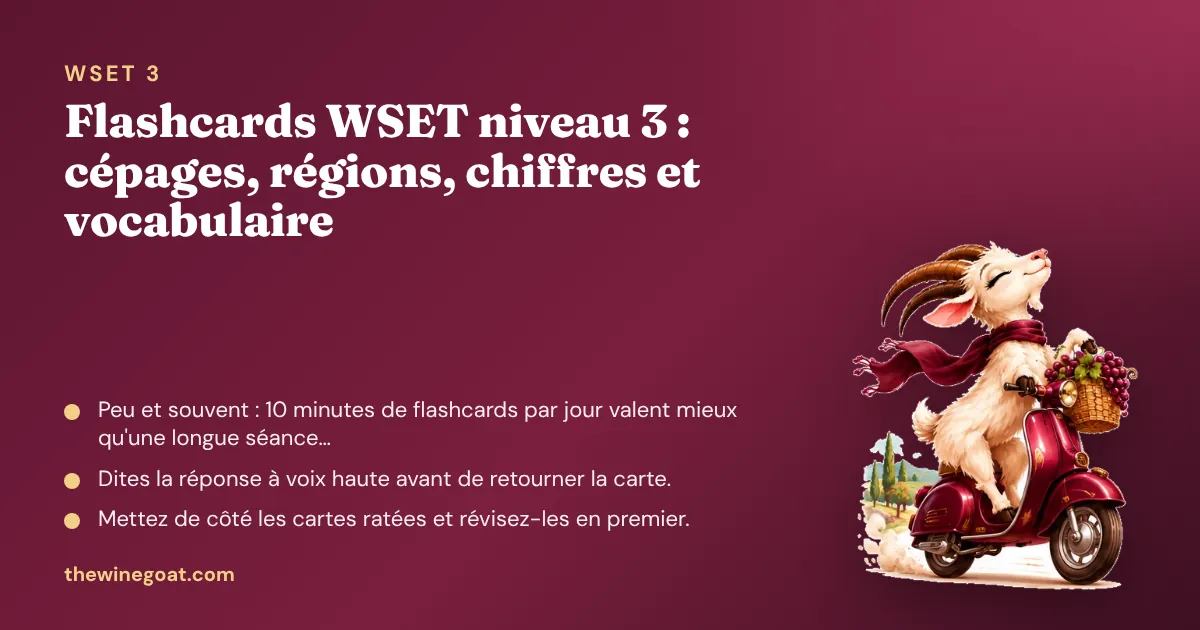 WSET 3
Flashcards WSET niveau 3 :
cépages, régions, chiffres et
vocabulaire
Peu et souvent : 10 minutes de flashcards par jour valent mieux
qu'une longue séance…
Dites la réponse à voix haute avant de retourner la carte.
Mettez de côté les cartes ratées et révisez-les en premier.
thewinegoat.com